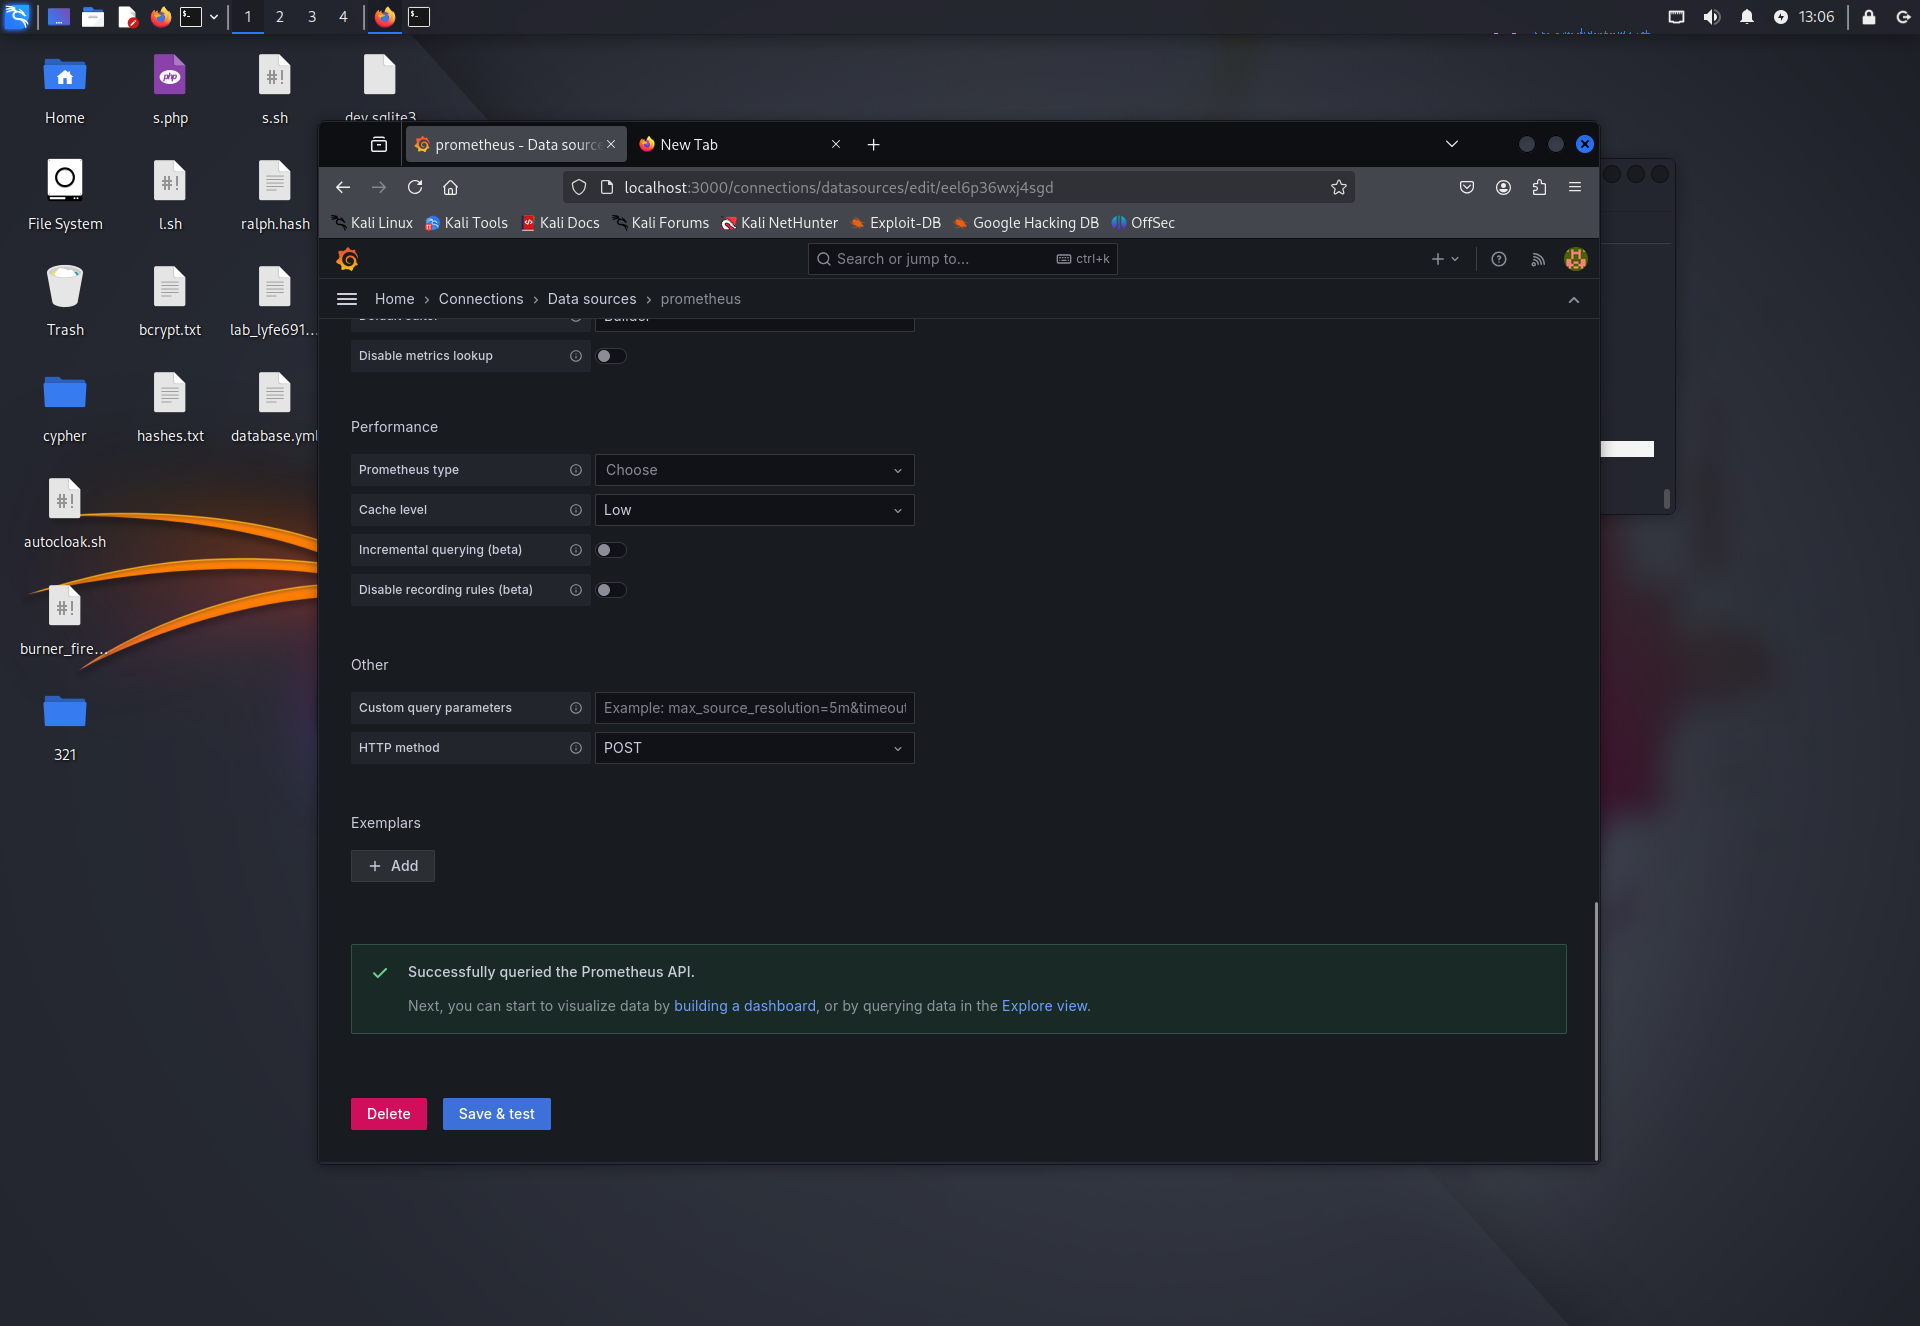 1 2 3 4
13:06
Home
s.php
s.sh
dev.sqlite3
File System
l.sh
ralph.hash
Trash
bcrypt.txt
lab_lyfe691...
cypher
hashes.txt
database.yml
autocloak.sh
burner_fire...
321
prometheus - Data source
New Tab
localhost:3000/connections/datasources/edit/eel6p36wxj4sgd
Kali Linux Kali Tools Kali Docs Kali Forums Kali NetHunter Exploit-DB Google Hacking DB OffSec
Search or jump to... ctrl+k
Home › Connections › Data sources › prometheus
Default editor Builder
Disable metrics lookup
Performance
Prometheus type Choose
Cache level Low
Incremental querying (beta)
Disable recording rules (beta)
Other
Custom query parameters Example: max_source_resolution=5m&timeout
HTTP method POST
Exemplars
+ Add
Successfully queried the Prometheus API.
Next, you can start to visualize data by building a dashboard, or by querying data in the Explore view.
Delete Save & test